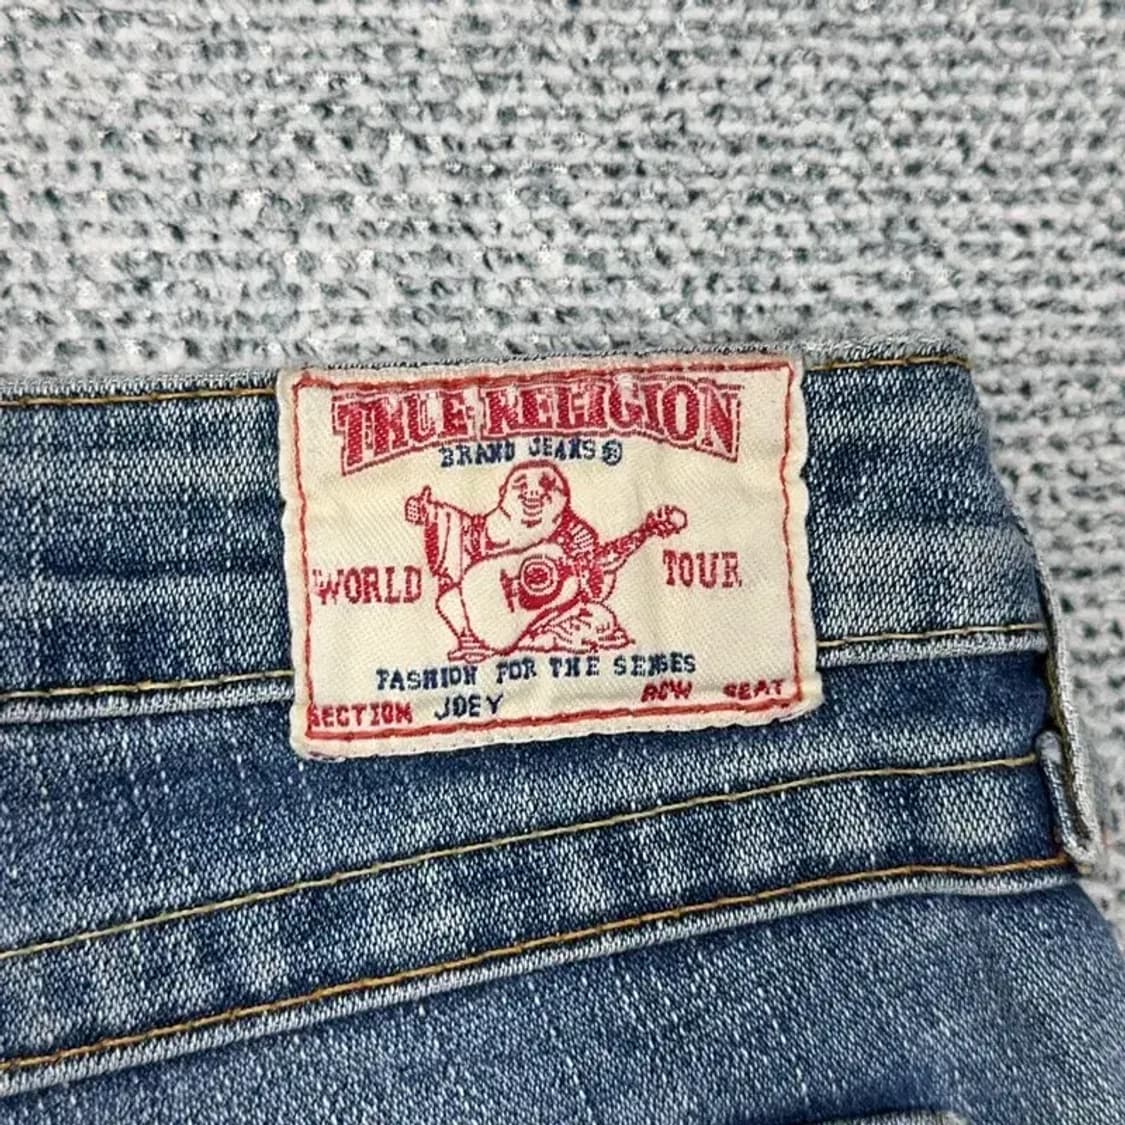 TRUE RELIGION
BRAND JEANS®
WORLD TOUR
FASHION FOR THE SENSES
SECTION JOEY ROW SEAT